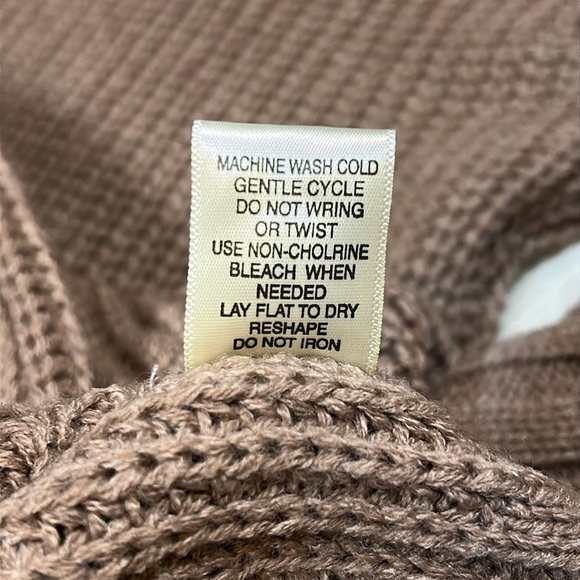 MACHINE WASH COLD
GENTLE CYCLE
DO NOT WRING
OR TWIST
USE NON-CHOLRINE
BLEACH WHEN
NEEDED
LAY FLAT TO DRY
RESHAPE
DO NOT IRON